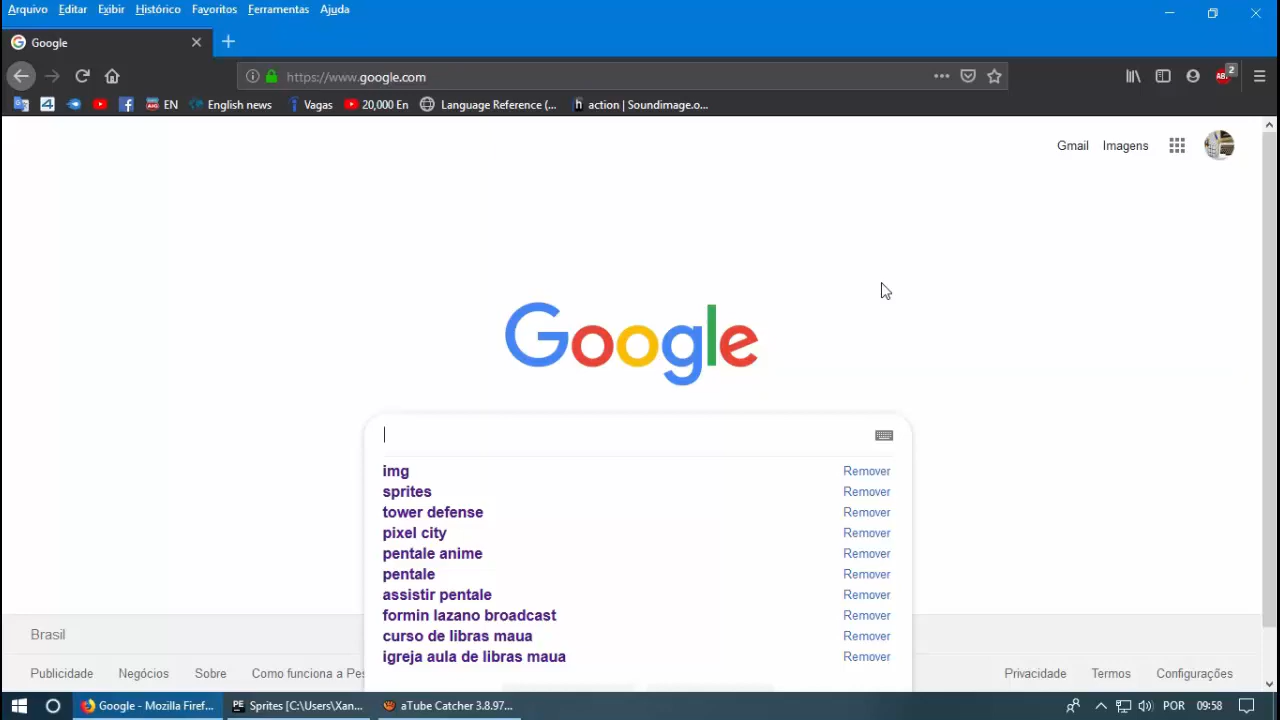 Arquivo Editar Exibir Histórico Favoritos Ferramentas Ajuda
Google
https://www.google.com
2
EN English news Vagas 20,000 En Language Reference (... action | Soundimage.o...
Gmail Imagens
Google
img Remover
sprites Remover
tower defense Remover
pixel city Remover
pentale anime Remover
pentale Remover
assistir pentale Remover
formin lazano broadcast Remover
curso de libras maua Remover
igreja aula de libras maua Remover
Brasil
Publicidade Negócios Sobre Como funciona a Pes Privacidade Termos Configurações
Google - Mozilla Firef... PE Sprites [C:\Users\Xan... aTube Catcher 3.8.97... POR 09:58